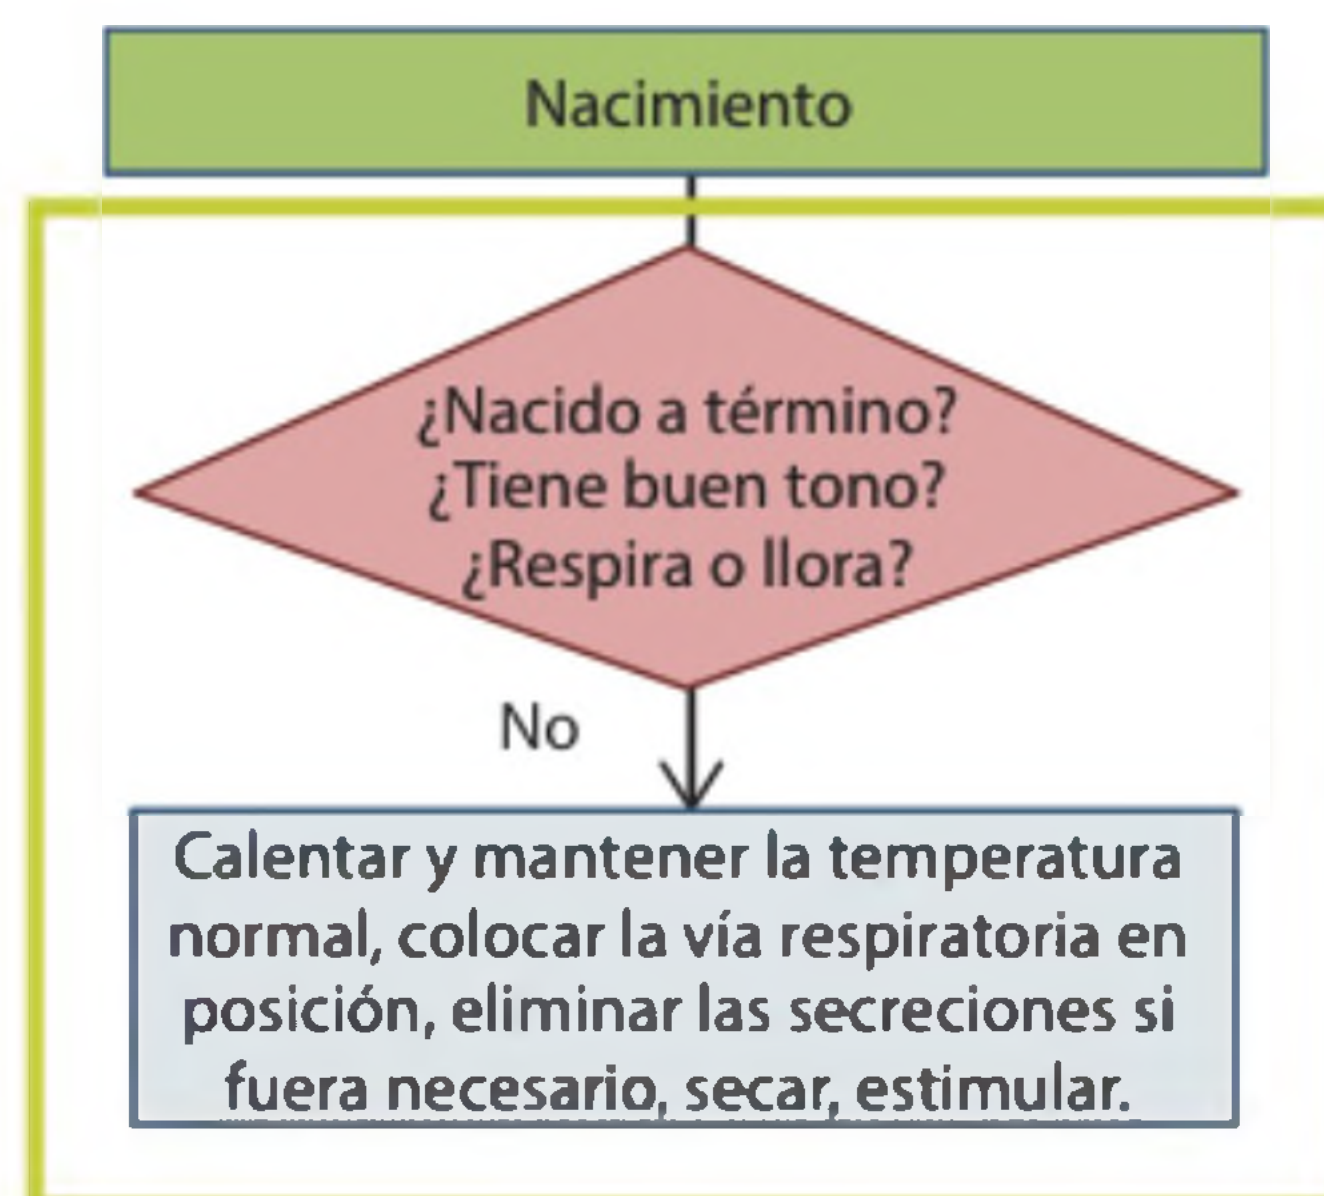 Nacimiento
¿Nacido a término?
¿Tiene buen tono?
¿Respira o llora?
No
Calentar y mantener la temperatura
normal, colocar la vía respiratoria en
posición, eliminar las secreciones si
fuera necesario, secar, estimular.